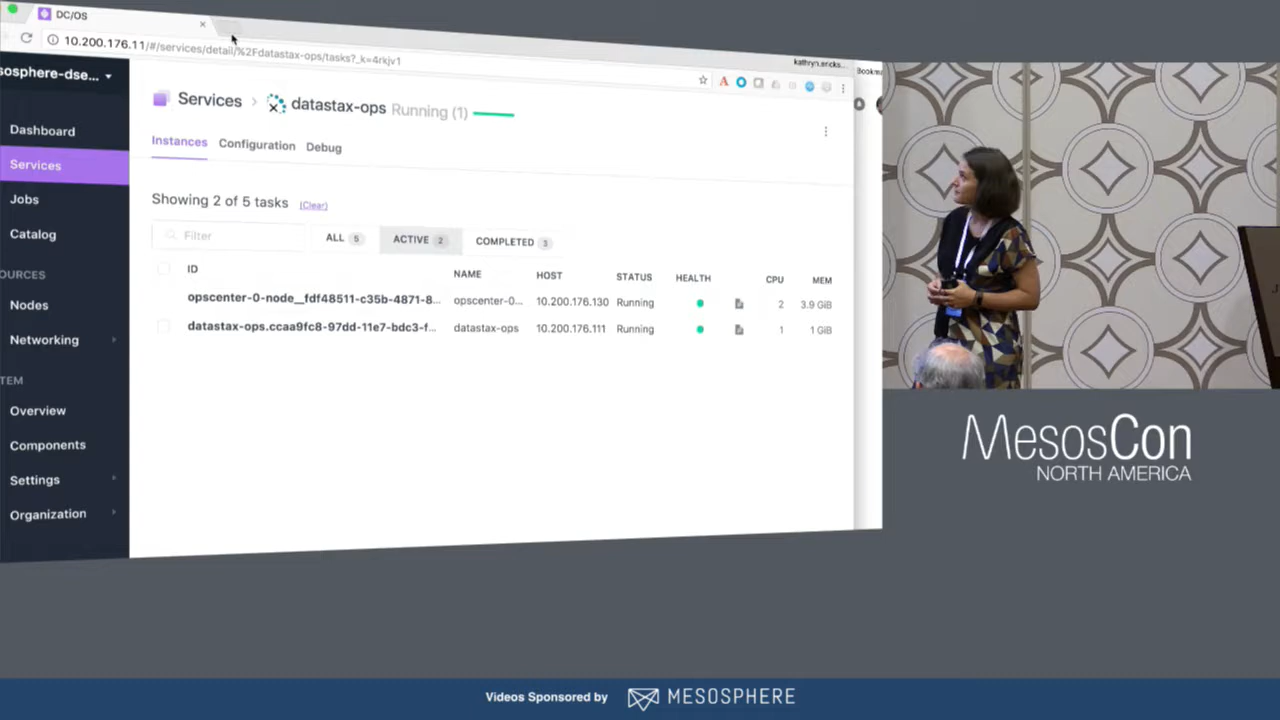 DC/OS
10.200.176.11/#/services/detail/%2Fdatastax-ops/tasks?_k=4rkjv1
kathryn.ericks...
Bookma
sosphere-dse...
Dashboard
Services
Jobs
Catalog
OURCES
Nodes
Networking
TEM
Overview
Components
Settings
Organization
Services > datastax-ops Running (1)
Instances Configuration Debug
Showing 2 of 5 tasks (Clear)
Filter ALL 5 ACTIVE 2 COMPLETED 3
ID NAME HOST STATUS HEALTH CPU MEM
opscenter-0-node__fdf48511-c35b-4871-8... opscenter-0... 10.200.176.130 Running 2 3.9 GiB
datastax-ops.ccaa9fc8-97dd-11e7-bdc3-f... datastax-ops 10.200.176.111 Running 1 1 GiB
MesosCon
NORTH AMERICA
Videos Sponsored by MESOSPHERE